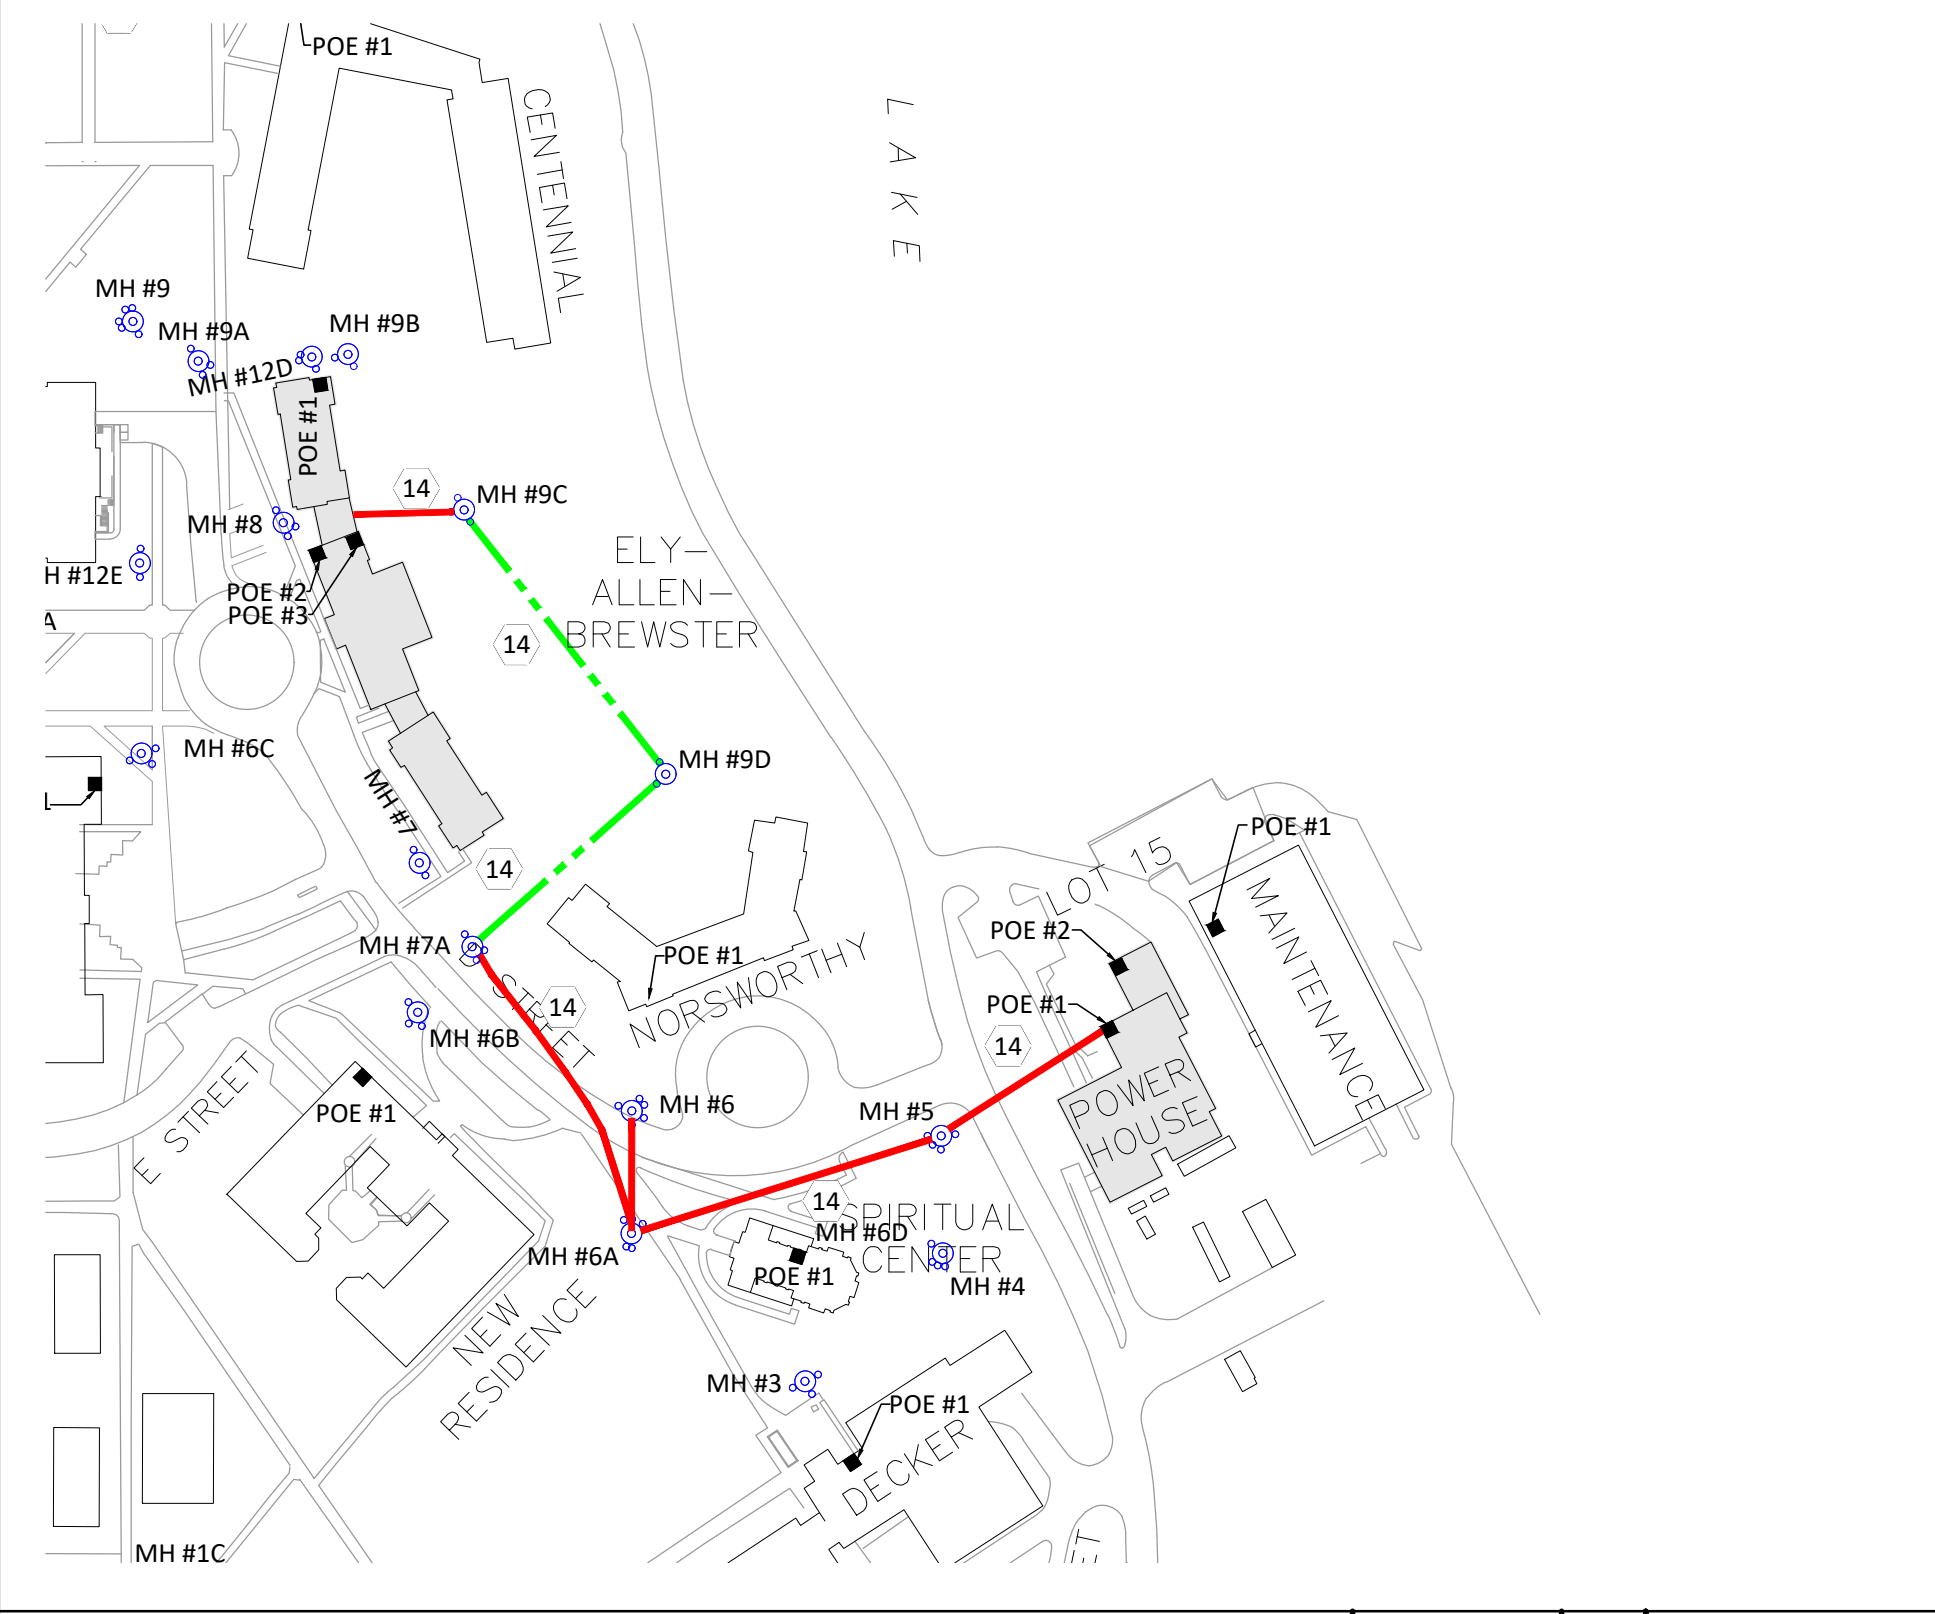 POE #1
CENTENNIAL
LAKE
MH #9
MH #9A
MH #9B
MH #12D
POE #1
14
MH #9C
MH #8
ELY-
ALLEN-
BREWSTER
H #12E
POE #2
POE #3
A
14
MH #6C
MH #9D
MH #7
14
POE #1
LOT 15
MAINTENANCE
MH #7A
POE #1
NORSWORTHY
POE #2
POE #1
14
STREET
14
MH #6B
POWER
HOUSE
E STREET
POE #1
MH #6
MH #5
14
SPIRITUAL
CENTER
MH #6D
MH #6A
POE #1
MH #4
NEW
RESIDENCE
MH #3
POE #1
DECKER
MH #1C
ET